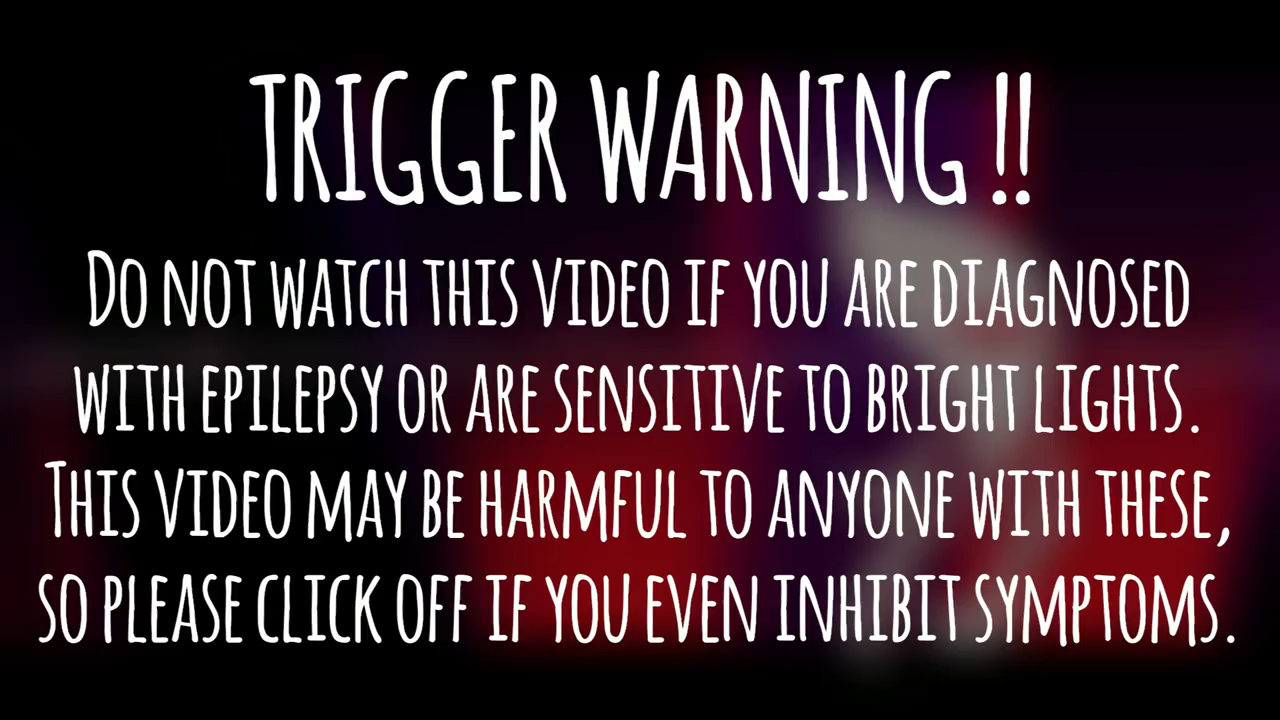 TRIGGER WARNING !!
DO NOT WATCH THIS VIDEO IF YOU ARE DIAGNOSED
WITH EPILEPSY OR ARE SENSITIVE TO BRIGHT LIGHTS.
THIS VIDEO MAY BE HARMFUL TO ANYONE WITH THESE,
SO PLEASE CLICK OFF IF YOU EVEN INHIBIT SYMPTOMS.